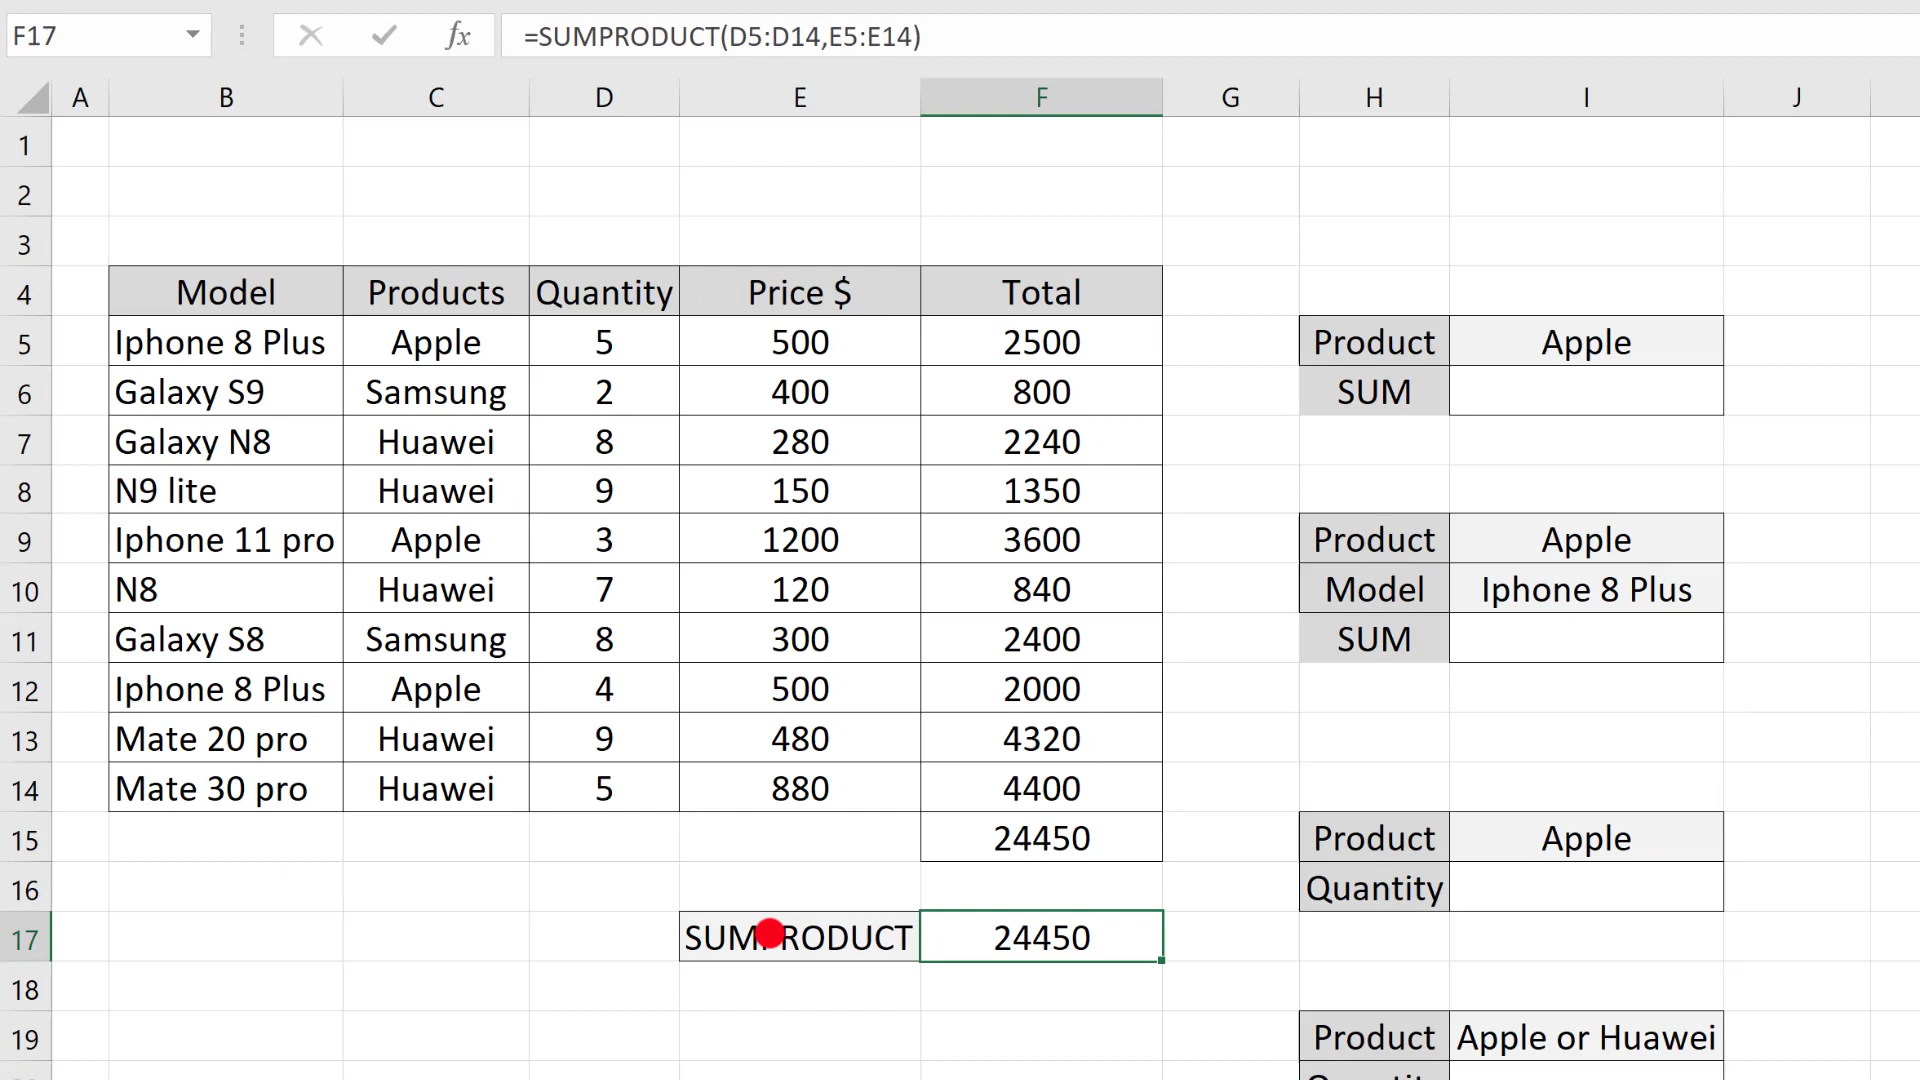 F17 fx =SUMPRODUCT(D5:D14,E5:E14)
A B C D E F G H I J
1
2
3
4 Model Products Quantity Price $ Total
5 Iphone 8 Plus Apple 5 500 2500 Product Apple
6 Galaxy S9 Samsung 2 400 800 SUM
7 Galaxy N8 Huawei 8 280 2240
8 N9 lite Huawei 9 150 1350
9 Iphone 11 pro Apple 3 1200 3600 Product Apple
10 N8 Huawei 7 120 840 Model Iphone 8 Plus
11 Galaxy S8 Samsung 8 300 2400 SUM
12 Iphone 8 Plus Apple 4 500 2000
13 Mate 20 pro Huawei 9 480 4320
14 Mate 30 pro Huawei 5 880 4400
15 24450 Product Apple
16 Quantity
17 SUMPRODUCT 24450
18
19 Product Apple or Huawei